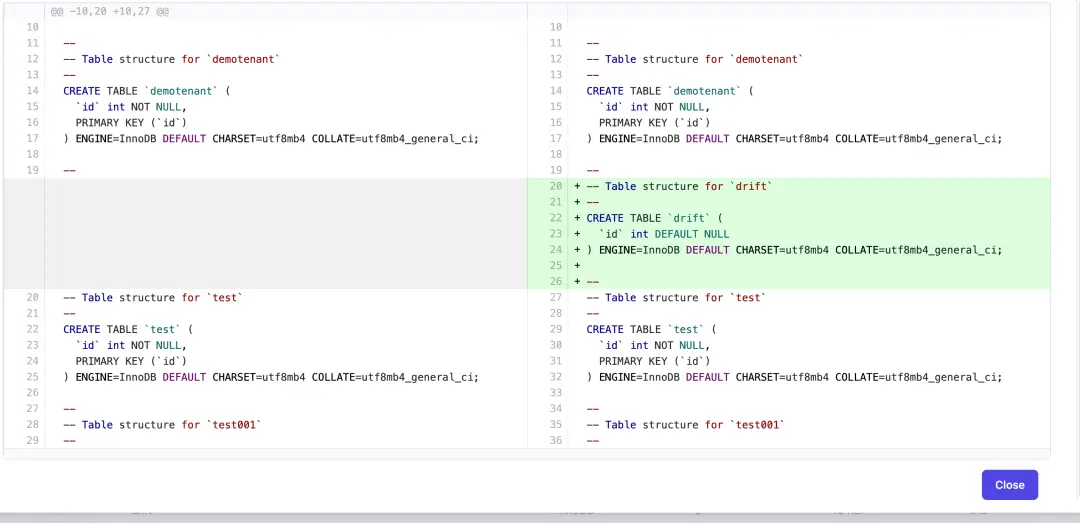 @@ -10,20 +10,27 @@
10
11 --
12 -- Table structure for `demotenant`
13 --
14 CREATE TABLE `demotenant` (
15   `id` int NOT NULL,
16   PRIMARY KEY (`id`)
17 ) ENGINE=InnoDB DEFAULT CHARSET=utf8mb4 COLLATE=utf8mb4_general_ci;
18
19 --
20 -- Table structure for `test`
21 --
22 CREATE TABLE `test` (
23   `id` int NOT NULL,
24   PRIMARY KEY (`id`)
25 ) ENGINE=InnoDB DEFAULT CHARSET=utf8mb4 COLLATE=utf8mb4_general_ci;
26
27 --
28 -- Table structure for `test001`
29 --
10
11 --
12 -- Table structure for `demotenant`
13 --
14 CREATE TABLE `demotenant` (
15   `id` int NOT NULL,
16   PRIMARY KEY (`id`)
17 ) ENGINE=InnoDB DEFAULT CHARSET=utf8mb4 COLLATE=utf8mb4_general_ci;
18
19 --
20 + -- Table structure for `drift`
21 + --
22 + CREATE TABLE `drift` (
23 +   `id` int DEFAULT NULL
24 + ) ENGINE=InnoDB DEFAULT CHARSET=utf8mb4 COLLATE=utf8mb4_general_ci;
25 +
26 + --
27 -- Table structure for `test`
28 --
29 CREATE TABLE `test` (
30   `id` int NOT NULL,
31   PRIMARY KEY (`id`)
32 ) ENGINE=InnoDB DEFAULT CHARSET=utf8mb4 COLLATE=utf8mb4_general_ci;
33
34 --
35 -- Table structure for `test001`
36 --
Close